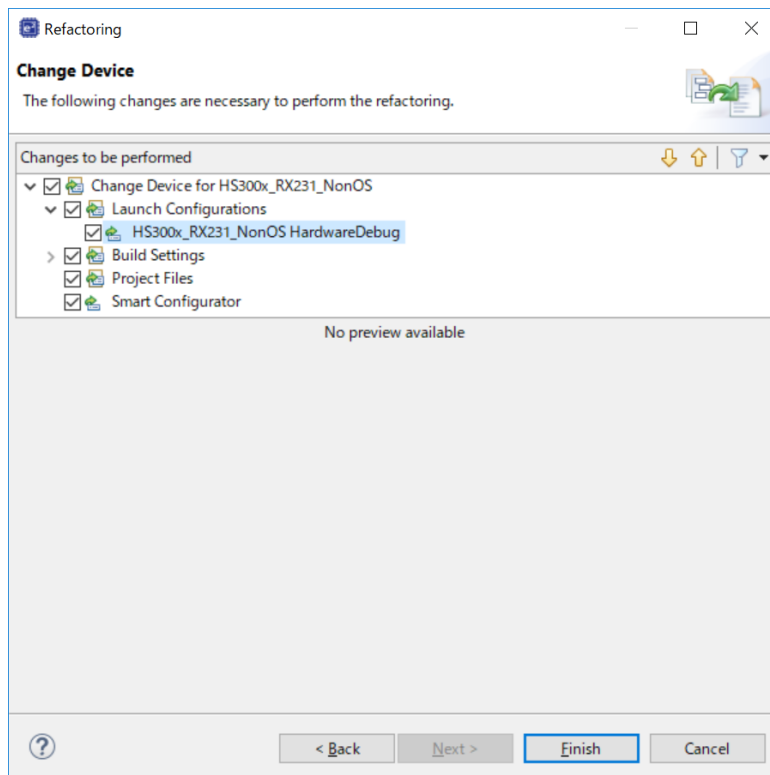 Refactoring
Change Device
The following changes are necessary to perform the refactoring.
Changes to be performed
Change Device for HS300x_RX231_NonOS
Launch Configurations
HS300x_RX231_NonOS HardwareDebug
Build Settings
Project Files
Smart Configurator
No preview available
?
< Back
Next >
Finish
Cancel